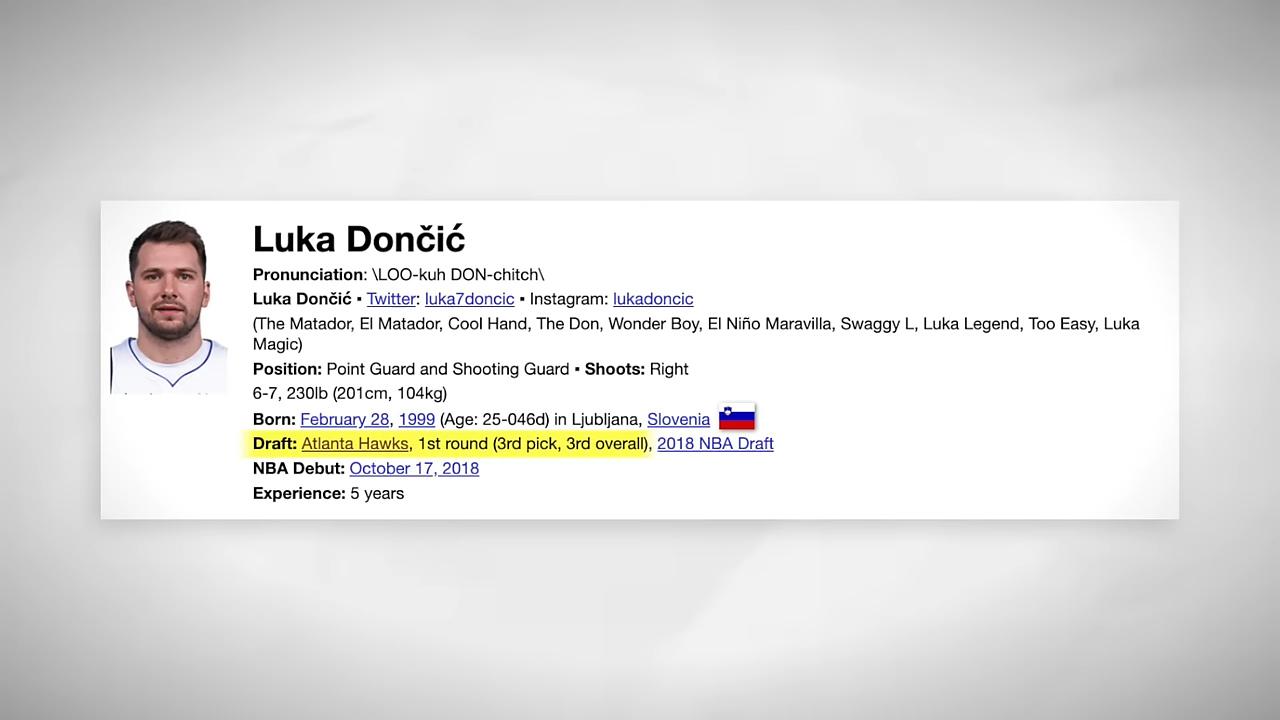 Luka Dončić
Pronunciation: \LOO-kuh DON-chitch\
Luka Dončić ▪ Twitter: luka7doncic ▪ Instagram: lukadoncic
(The Matador, El Matador, Cool Hand, The Don, Wonder Boy, El Niño Maravilla, Swaggy L, Luka Legend, Too Easy, Luka
Magic)
Position: Point Guard and Shooting Guard ▪ Shoots: Right
6-7, 230lb (201cm, 104kg)
Born: February 28, 1999 (Age: 25-046d) in Ljubljana, Slovenia
Draft: Atlanta Hawks, 1st round (3rd pick, 3rd overall), 2018 NBA Draft
NBA Debut: October 17, 2018
Experience: 5 years